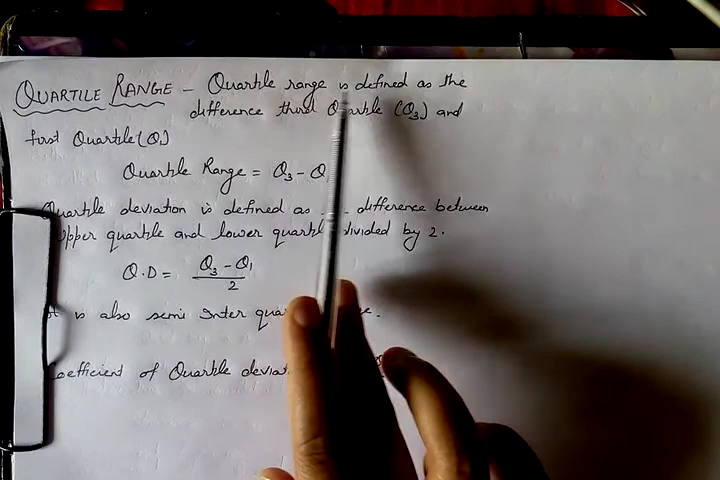 QUARTILE RANGE - Quartile range is defined as the
difference third Quartile (Q3) and
first Quartile (Q1)
Quartile Range = Q3 - Q
Quartile deviation is defined as difference between
upper quartile and lower quartile divided by 2.
Q.D = Q3 - Q1
2
is also semi Inter
Coefficient of Quartile